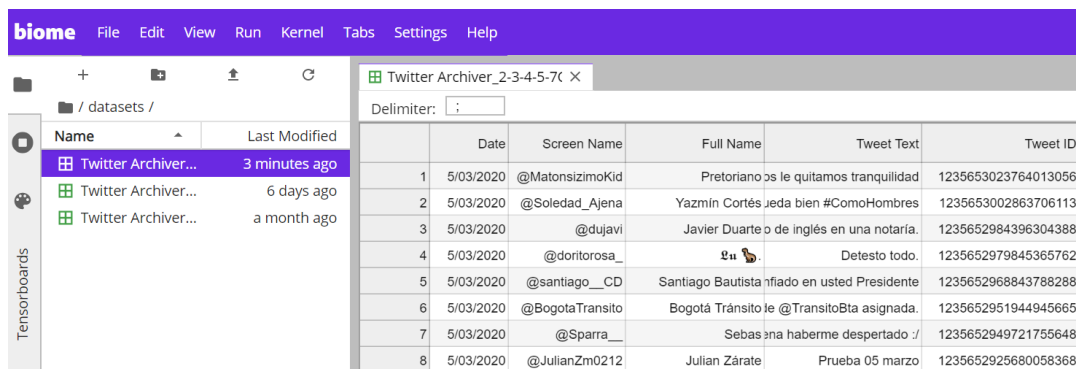 biome File Edit View Run Kernel Tabs Settings Help
Twitter Archiver_2-3-4-5-7(
/ datasets /
Delimiter: ;
Name Last Modified
Twitter Archiver... 3 minutes ago
Twitter Archiver... 6 days ago
Twitter Archiver... a month ago
Tensorboards
Date Screen Name Full Name Tweet Text Tweet ID
1 5/03/2020 @MatonsizimoKid Pretoriano os le quitamos tranquilidad 1235653023764013056
2 5/03/2020 @Soledad_Ajena Yazmín Cortés ueda bien #ComoHombres 1235653002863706113
3 5/03/2020 @dujavi Javier Duarte o de inglés en una notaría. 1235652984396304388
4 5/03/2020 @doritorosa_ 𝕷𝖚 🐩. Detesto todo. 1235652979845365762
5 5/03/2020 @santiago__CD Santiago Bautista nfiado en usted Presidente 1235652968843788288
6 5/03/2020 @BogotaTransito Bogotá Tránsito de @TransitoBta asignada. 1235652951944945665
7 5/03/2020 @Sparra__ Sebas ena haberme despertado :/ 1235652949721755648
8 5/03/2020 @JulianZm0212 Julian Zárate Prueba 05 marzo 1235652925680058368